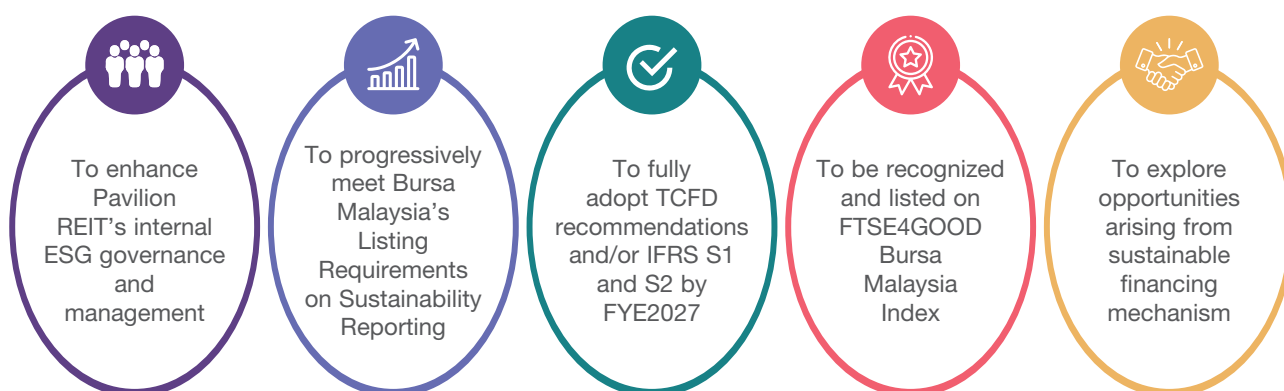 To enhance
Pavilion
REIT's internal
ESG governance
and
management
To progressively
meet Bursa
Malaysia's
Listing
Requirements
on Sustainability
Reporting
To fully
adopt TCFD
recommendations
and/or IFRS S1
and S2 by
FYE2027
To be recognized
and listed on
FTSE4GOOD
Bursa
Malaysia
Index
To explore
opportunities
arising from
sustainable
financing
mechanism